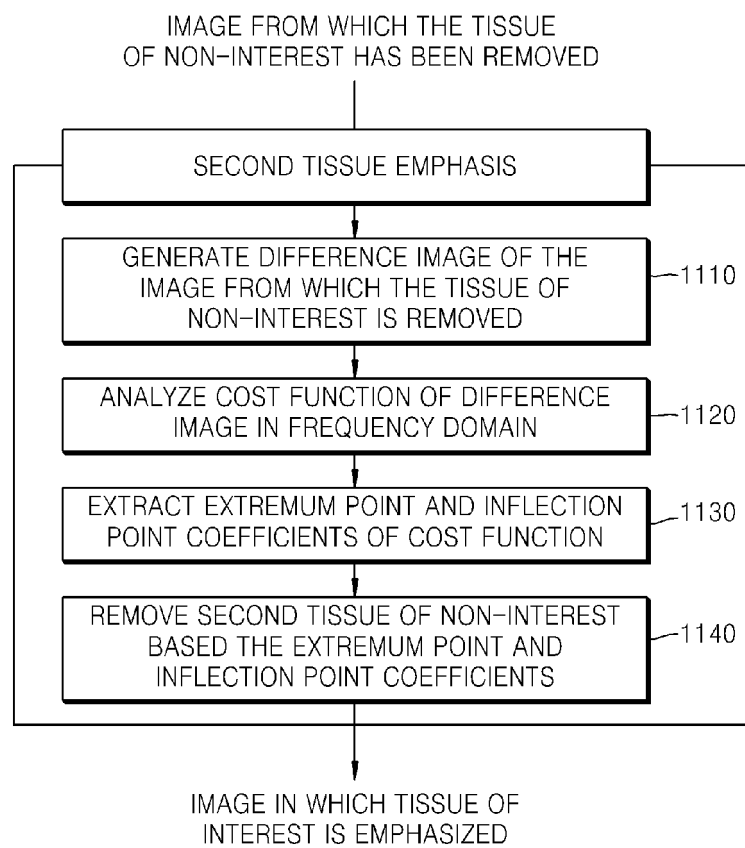 IMAGE FROM WHICH THE TISSUE
OF NON-INTEREST HAS BEEN REMOVED
SECOND TISSUE EMPHASIS
GENERATE DIFFERENCE IMAGE OF THE
IMAGE FROM WHICH THE TISSUE OF
NON-INTEREST IS REMOVED
1110
ANALYZE COST FUNCTION OF DIFFERENCE
IMAGE IN FREQUENCY DOMAIN
1120
EXTRACT EXTREMUM POINT AND INFLECTION
POINT COEFFICIENTS OF COST FUNCTION
1130
REMOVE SECOND TISSUE OF NON-INTEREST
BASED THE EXTREMUM POINT AND
INFLECTION POINT COEFFICIENTS
1140
IMAGE IN WHICH TISSUE OF
INTEREST IS EMPHASIZED